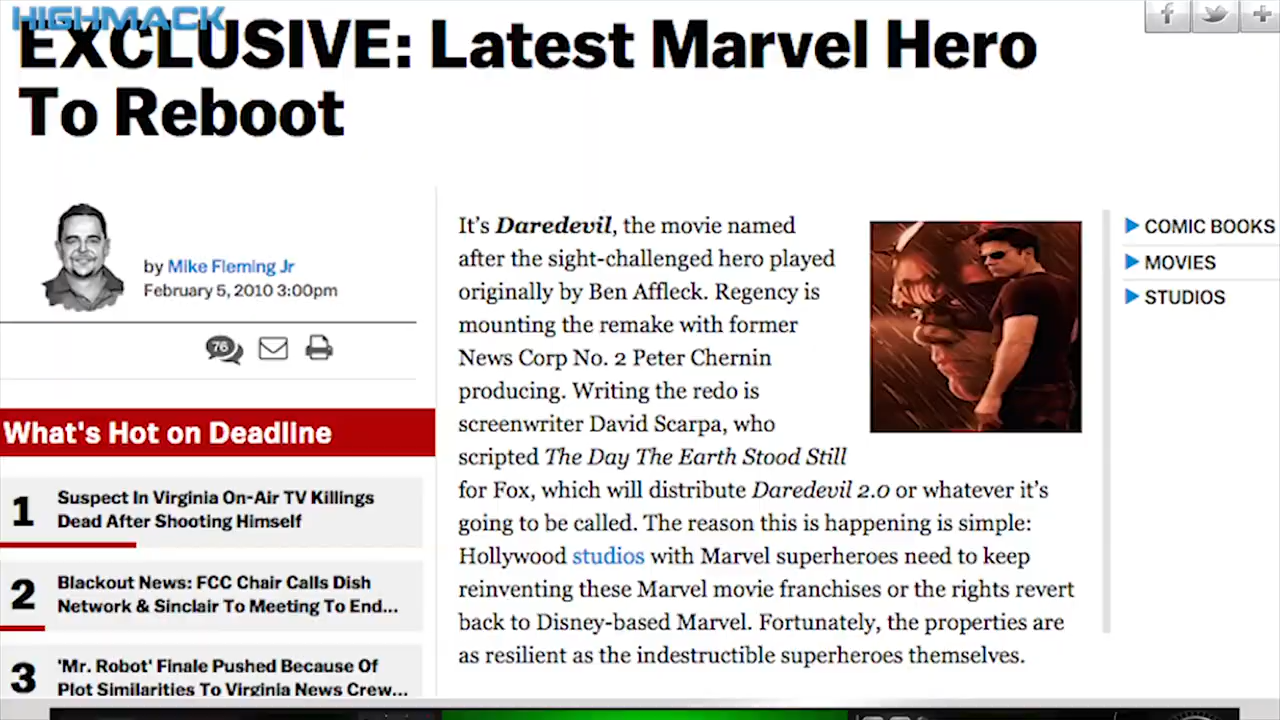 HIGHMACK
EXCLUSIVE: Latest Marvel Hero
To Reboot
by Mike Fleming Jr
February 5, 2010 3:00pm
76
What's Hot on Deadline
1
Suspect In Virginia On-Air TV Killings
Dead After Shooting Himself
2
Blackout News: FCC Chair Calls Dish
Network & Sinclair To Meeting To End...
3
'Mr. Robot' Finale Pushed Because Of
Plot Similarities To Virginia News Crew...
It's Daredevil, the movie named
after the sight-challenged hero played
originally by Ben Affleck. Regency is
mounting the remake with former
News Corp No. 2 Peter Chernin
producing. Writing the redo is
screenwriter David Scarpa, who
scripted The Day The Earth Stood Still
for Fox, which will distribute Daredevil 2.0 or whatever it's
going to be called. The reason this is happening is simple:
Hollywood studios with Marvel superheroes need to keep
reinventing these Marvel movie franchises or the rights revert
back to Disney-based Marvel. Fortunately, the properties are
as resilient as the indestructible superheroes themselves.
COMIC BOOKS
MOVIES
STUDIOS